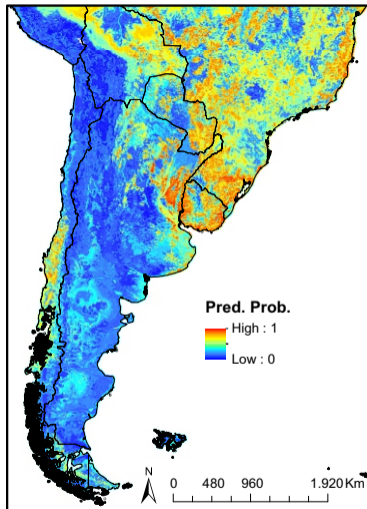 Pred. Prob.
High : 1
Low : 0
N
0 480 960 1.920 Km